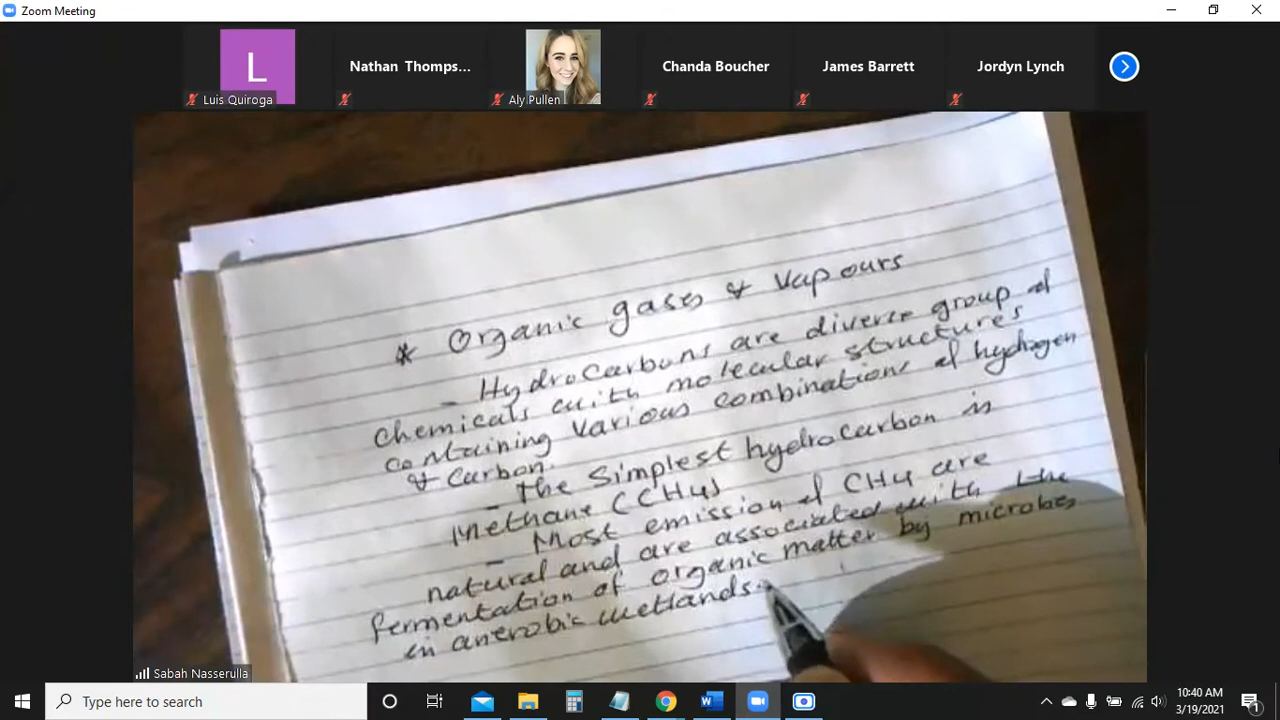 Zoom Meeting
L
Luis Quiroga
Nathan Thomps...
Aly Pullen
Chanda Boucher
James Barrett
Jordyn Lynch
* Organic gases & Vapours
- Hydrocarbons are diverse group of
chemicals with molecular structures
containing various combinations of hydrogen
& Carbon.
- The Simplest hydrocarbon is
Methane (CH4)
- Most emission of CH4 are
natural and are associated with the
fermentation of organic matter by microbes
in anerobic wetlands.
Sabah Nasserulla
Type here to search
10:40 AM
3/19/2021
1